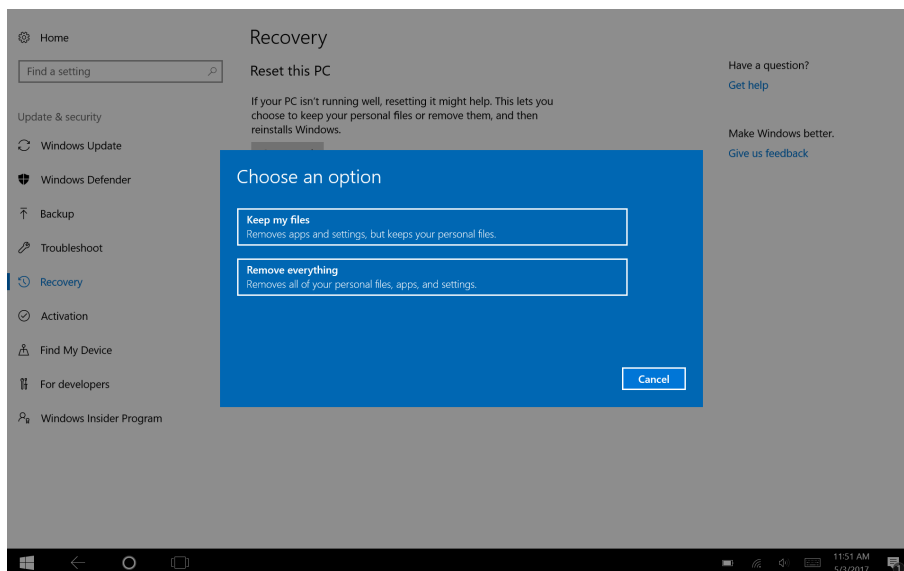 Home
Find a setting
Update & security
Windows Update
Windows Defender
Backup
Troubleshoot
Recovery
Activation
Find My Device
For developers
Windows Insider Program
Recovery
Reset this PC
If your PC isn't running well, resetting it might help. This lets you
choose to keep your personal files or remove them, and then
reinstalls Windows.
Choose an option
Keep my files
Removes apps and settings, but keeps your personal files.
Remove everything
Removes all of your personal files, apps, and settings.
Cancel
Have a question?
Get help
Make Windows better.
Give us feedback
11:51 AM
5/3/2017
1